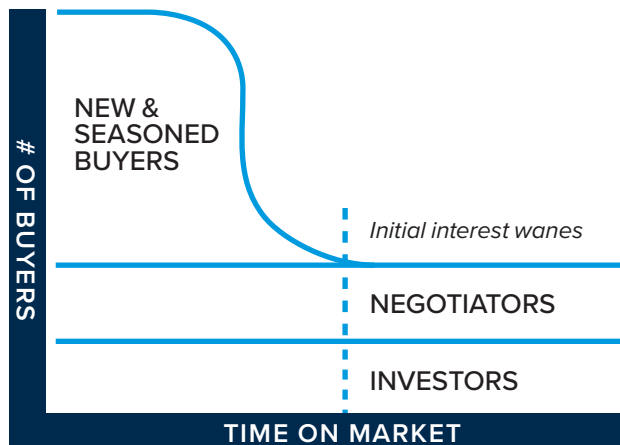 NEW &
SEASONED
BUYERS
# OF BUYERS
Initial interest wanes
NEGOTIATORS
INVESTORS
TIME ON MARKET